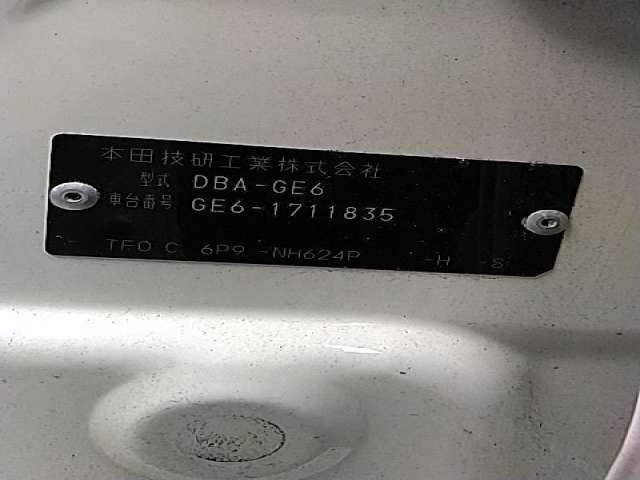 本田技研工業株式会社
型式 DBA-GE6
車台番号 GE6-1711835
TF0 C 6P9 -NH624P -H -S